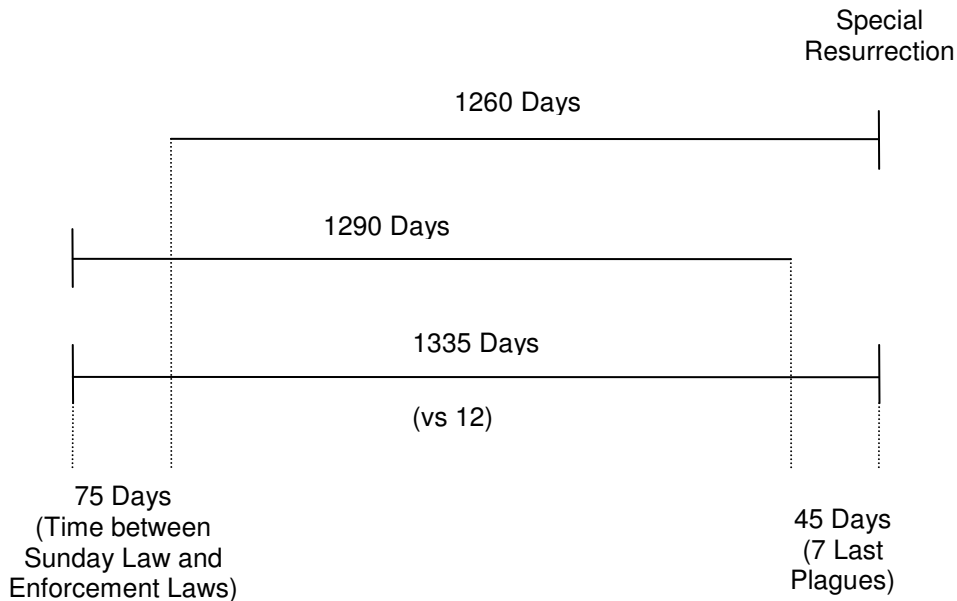 Special
Resurrection
1260 Days
1290 Days
1335 Days
(vs 12)
75 Days
(Time between
Sunday Law and
Enforcement Laws)
45 Days
(7 Last
Plagues)